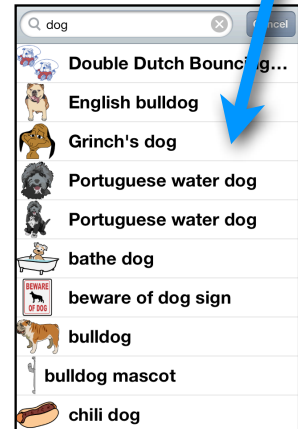 dog
Cancel
Double Dutch Bouncing...
English bulldog
Grinch's dog
Portuguese water dog
Portuguese water dog
bathe dog
BEWARE
OF DOG
beware of dog sign
bulldog
bulldog mascot
chili dog